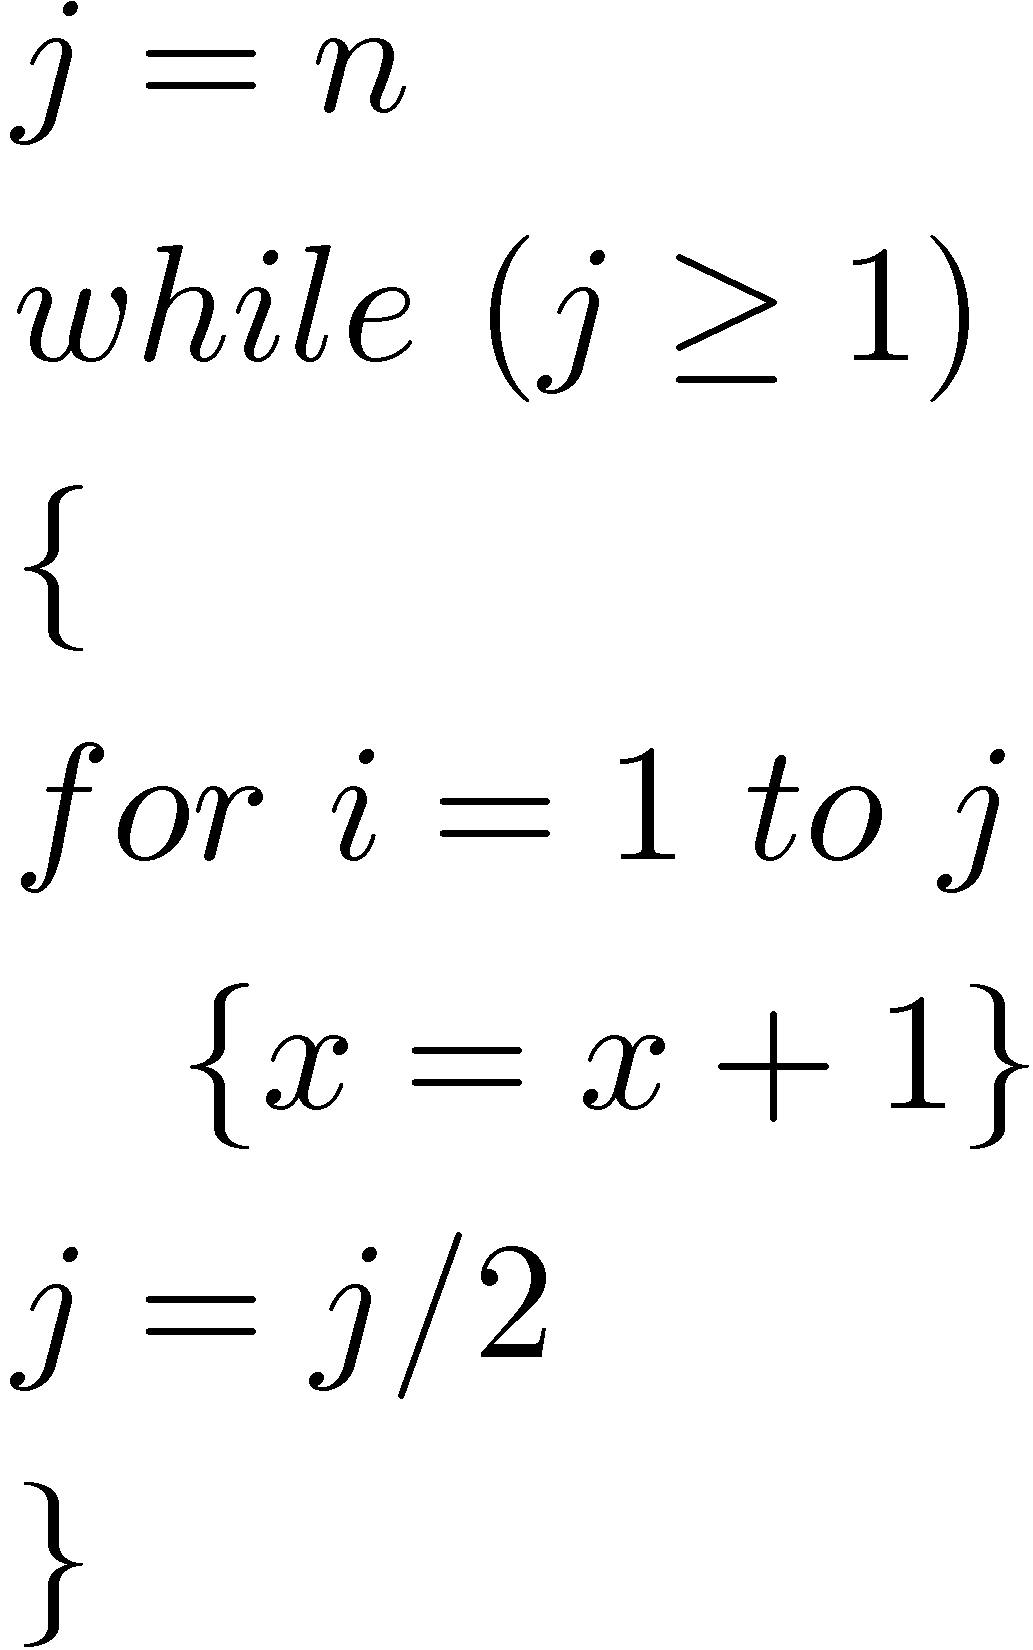 j = n
while (j ≥ 1)
{
for i = 1 to j
{x = x + 1}
j = j/2
}